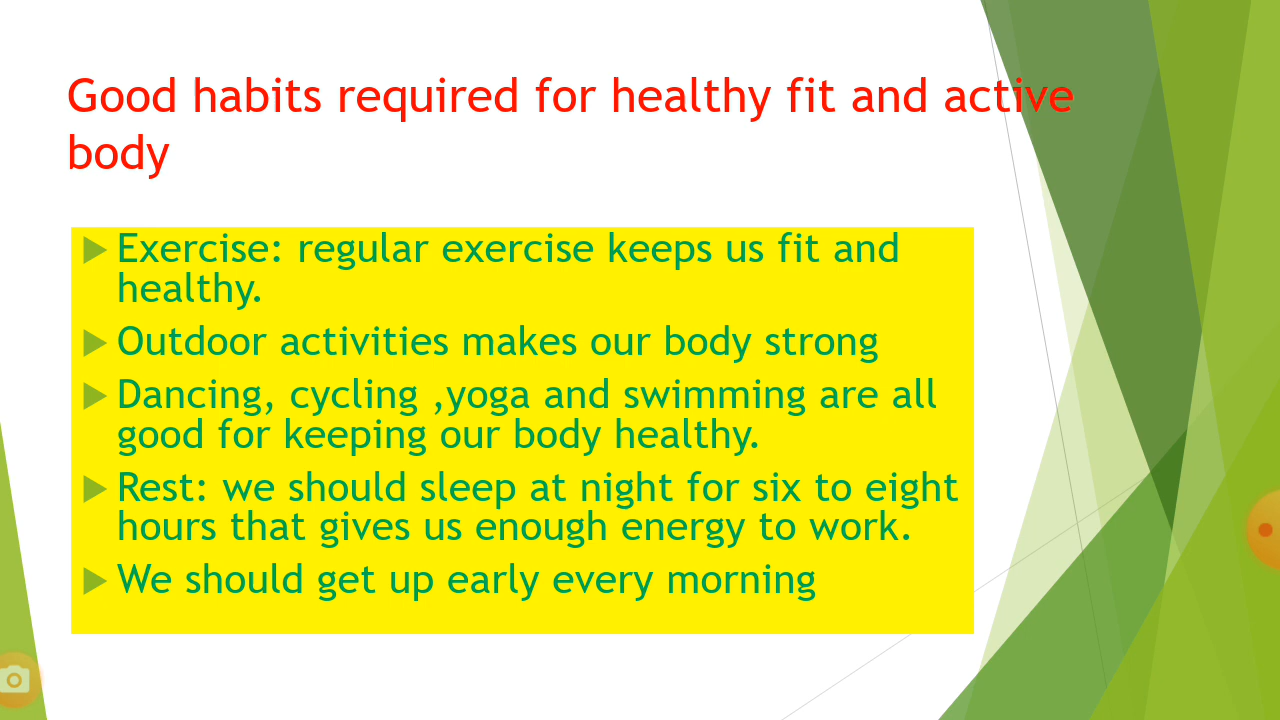 Good habits required for healthy fit and active
body
Exercise: regular exercise keeps us fit and
healthy.
Outdoor activities makes our body strong
Dancing, cycling ,yoga and swimming are all
good for keeping our body healthy.
Rest: we should sleep at night for six to eight
hours that gives us enough energy to work.
We should get up early every morning